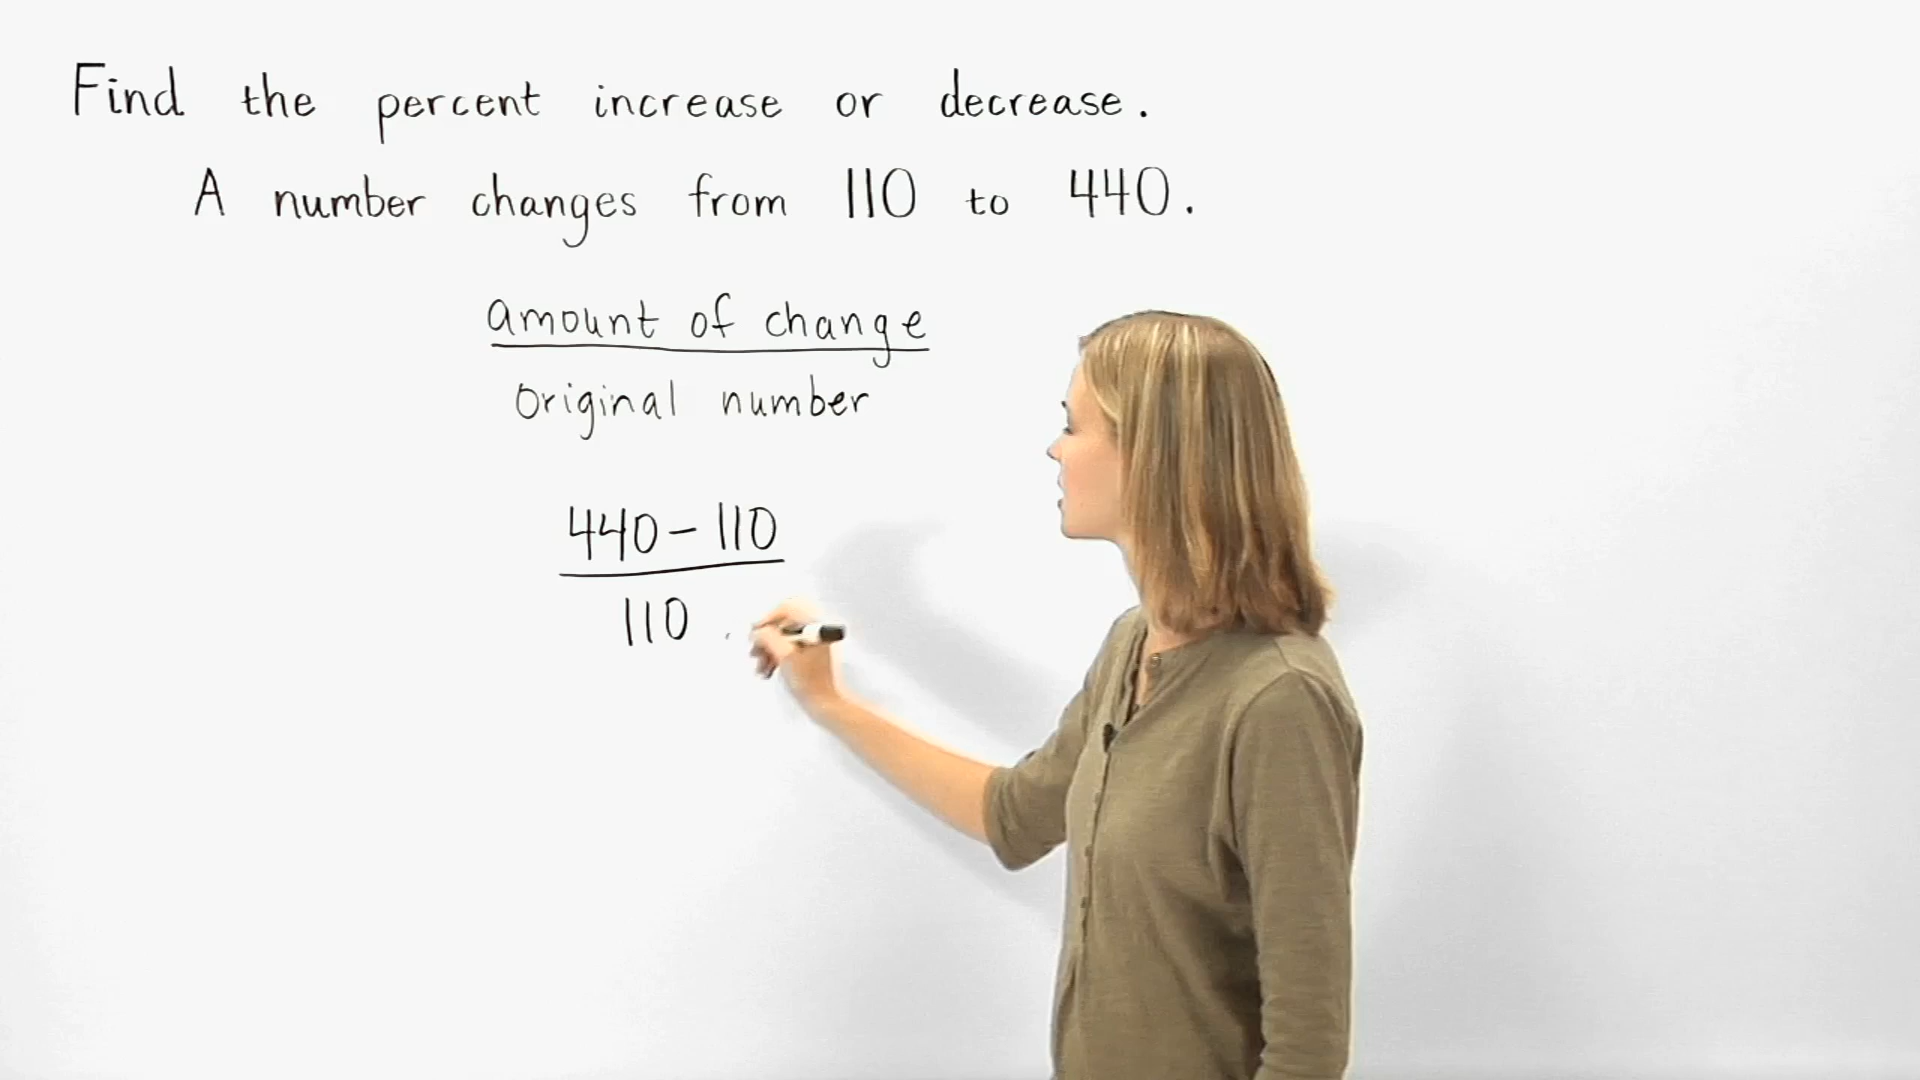 Find the percent increase or decrease.
A number changes from 110 to 440.
amount of change
original number
440 - 110
110